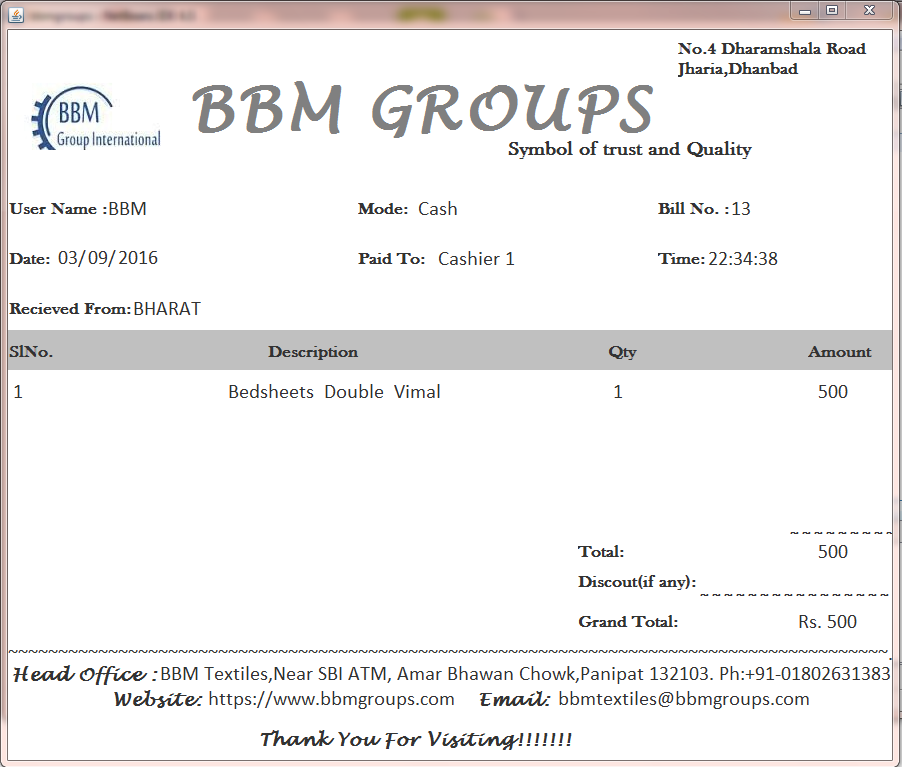 No.4 Dharamshala Road
Jharia,Dhanbad
BBM
Group International
BBM GROUPS
Symbol of trust and Quality
User Name :BBM Mode: Cash Bill No. :13
Date: 03/09/2016 Paid To: Cashier 1 Time: 22:34:38
Recieved From:BHARAT
SlNo. Description Qty Amount
1 Bedsheets Double Vimal 1 500
~~~~~~~~~
Total: 500
Discout(if any):
~~~~~~~~~~~~~~~
Grand Total: Rs. 500
~~~~~~~~~~~~~~~~~~~~~~~~~~~~~~~~~~~~~~~~~~~~~~~~~~~~~~~~~~~~~~~~~~~~~~~~~~~~~~~~~~~~~~~.
Head Office :BBM Textiles,Near SBI ATM, Amar Bhawan Chowk,Panipat 132103. Ph:+91-01802631383
Website: https://www.bbmgroups.com Email: bbmtextiles@bbmgroups.com
Thank You For Visiting!!!!!!!